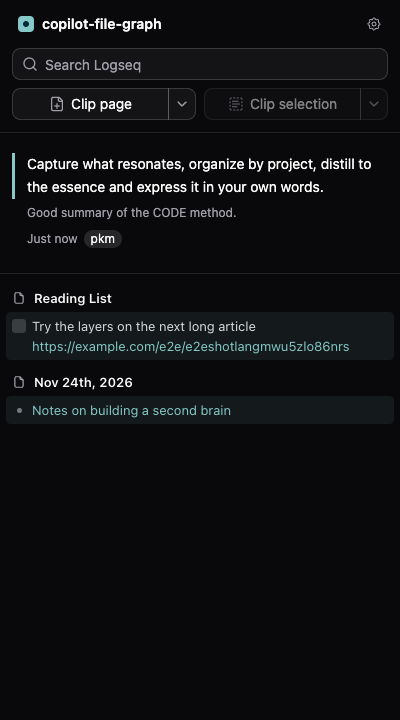 copilot-file-graph
Search Logseq
Clip page
Clip selection
Capture what resonates, organize by project, distill to
the essence and express it in your own words.
Good summary of the CODE method.
Just now pkm
Reading List
Try the layers on the next long article
https://example.com/e2e/e2eshotlangmwu5zlo86nrs
Nov 24th, 2026
Notes on building a second brain